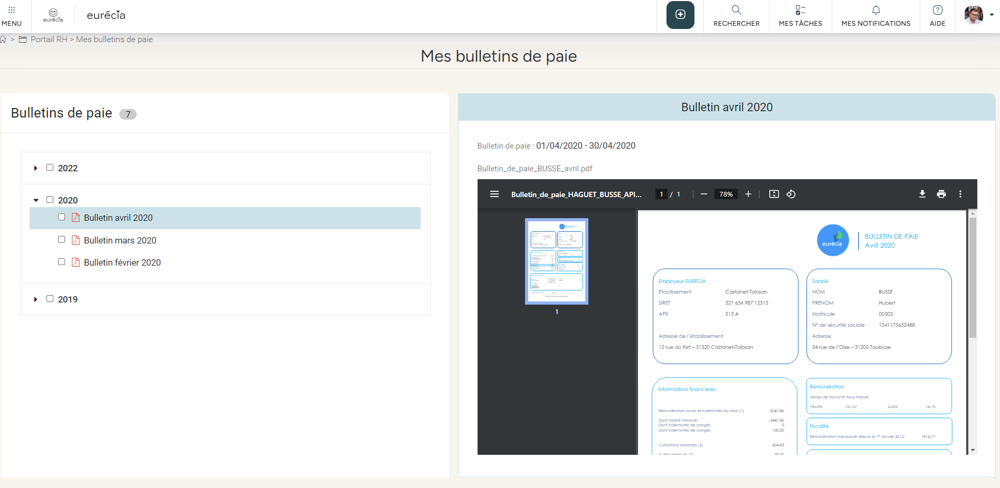 MENU
eurécia
eurécia
RECHERCHER
MES TÂCHES
MES NOTIFICATIONS
AIDE
> Portail RH > Mes bulletins de paie
Mes bulletins de paie
Bulletins de paie 7
2022
2020
Bulletin avril 2020
Bulletin mars 2020
Bulletin février 2020
2019
Bulletin avril 2020
Bulletin de paie : 01/04/2020 - 30/04/2020
Bulletin_de_paie_BUSSE_avril.pdf
Bulletin_de_paie_HAGUET_BUSSE_API... 1 / 1 78%
1
eurécia
BULLETIN DE PAIE
Avril 2020
Employeur EURECIA
Etablissement Castanet-Tolosan
SIRET 321 654 987 12315
APE 513 A
Adresse de l'établissement
12 rue du fort – 31320 Castanet-Tolosan
Salarié
NOM BUSSE
PRENOM Hubert
Matricule 00503
N° de sécurité sociale 1541175652488
Adresse
54 rue de l'Oise – 31200 Toulouse
Informations financières
Rémunération brute et indemnités du mois (1) 2547.86
Dont salaire mensuel 2447.86
Dont indemnités de congés 0
Dont indemnités de congés 100.00
Cotisations salariales (2) 604.83
Autres retenues (3) 68.00
Rémunération
Temps de travail et taux horaire
Heures 151.57 Euros 16.15
Fiscalité
Rémunération imposable depuis le 1er janvier 2012 : 1912.77